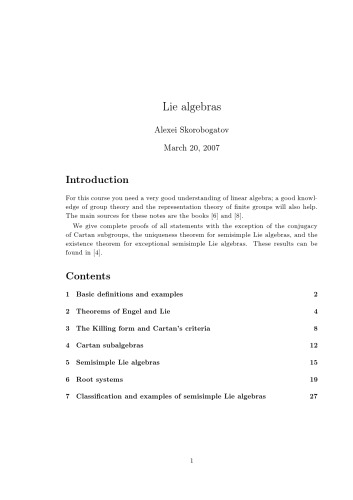 Lie algebras
Alexei Skorobogatov
March 20, 2007
Introduction
For this course you need a very good understanding of linear algebra; a good knowl-
edge of group theory and the representation theory of finite groups will also help.
The main sources for these notes are the books [6] and [8].
We give complete proofs of all statements with the exception of the conjugacy
of Cartan subgroups, the uniqueness theorem for semisimple Lie algebras, and the
existence theorem for exceptional semisimple Lie algebras. These results can be
found in [4].
Contents
1 Basic definitions and examples 2
2 Theorems of Engel and Lie 4
3 The Killing form and Cartan's criteria 8
4 Cartan subalgebras 12
5 Semisimple Lie algebras 15
6 Root systems 19
7 Classification and examples of semisimple Lie algebras 27
1